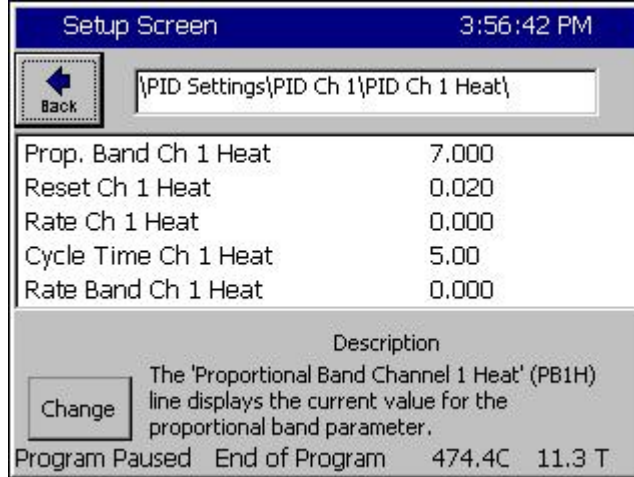 Setup Screen 3:56:42 PM
Back
\PID Settings\PID Ch 1\PID Ch 1 Heat\
Prop. Band Ch 1 Heat 7.000
Reset Ch 1 Heat 0.020
Rate Ch 1 Heat 0.000
Cycle Time Ch 1 Heat 5.00
Rate Band Ch 1 Heat 0.000
Description
The 'Proportional Band Channel 1 Heat' (PB1H)
line displays the current value for the
proportional band parameter.
Change
Program Paused End of Program 474.4C 11.3 T